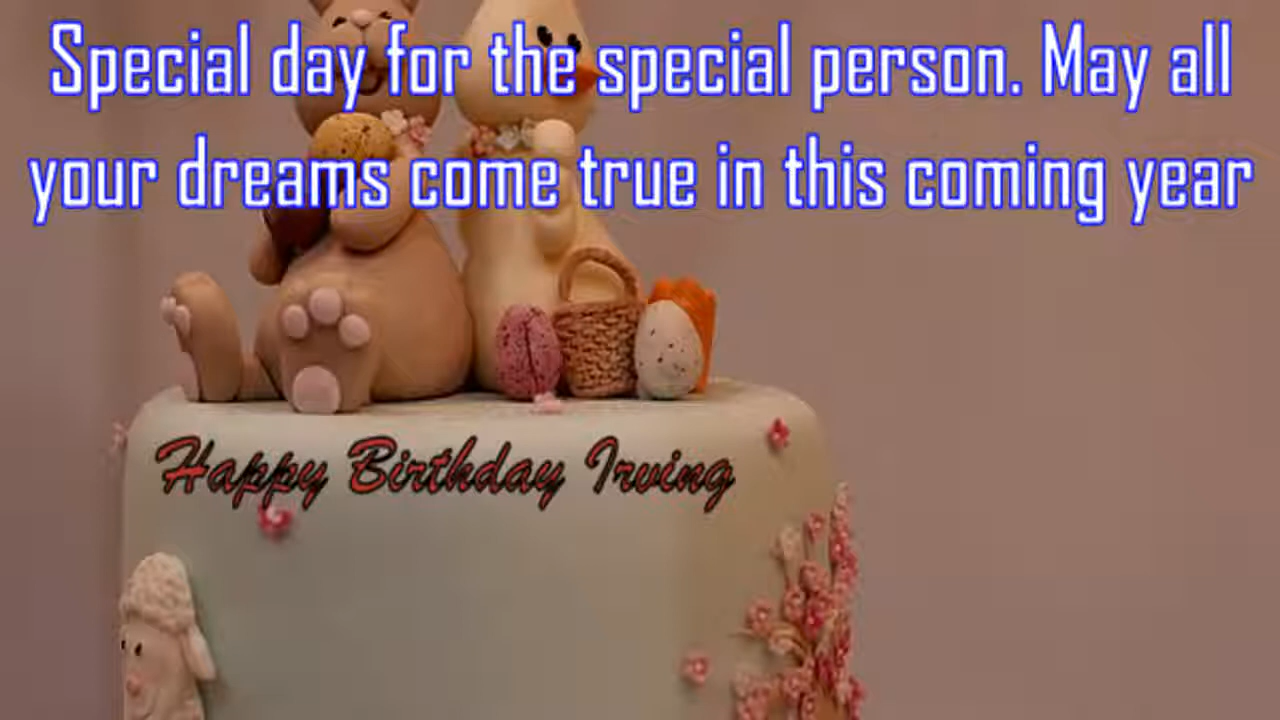 Special day for the special person. May all
your dreams come true in this coming year
Happy Birthday Irving